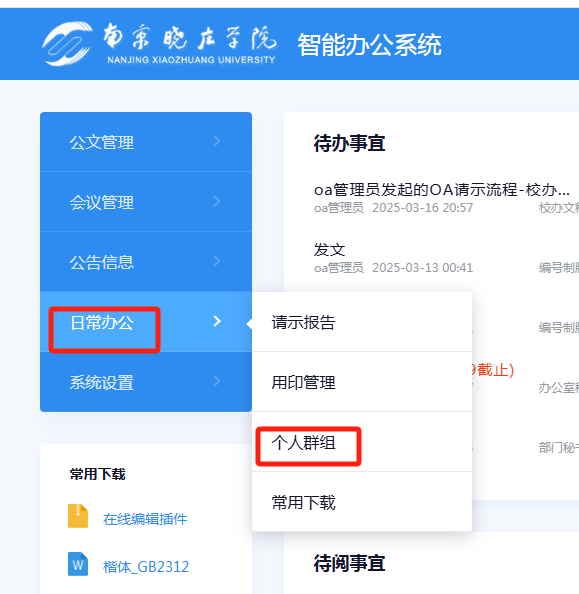 南京晓庄学院
NANJING XIAOZHUANG UNIVERSITY
智能办公系统
公文管理
会议管理
公告信息
日常办公
系统设置
请示报告
用印管理
个人群组
常用下载
常用下载
在线编辑插件
W
楷体_GB2312
待办事宜
oa管理员发起的OA请示流程-校办...
oa管理员 2025-03-16 20:57 校办文
发文
oa管理员 2025-03-13 00:41 编号制
编号制
9截止)
办公室
部门秘
待阅事宜